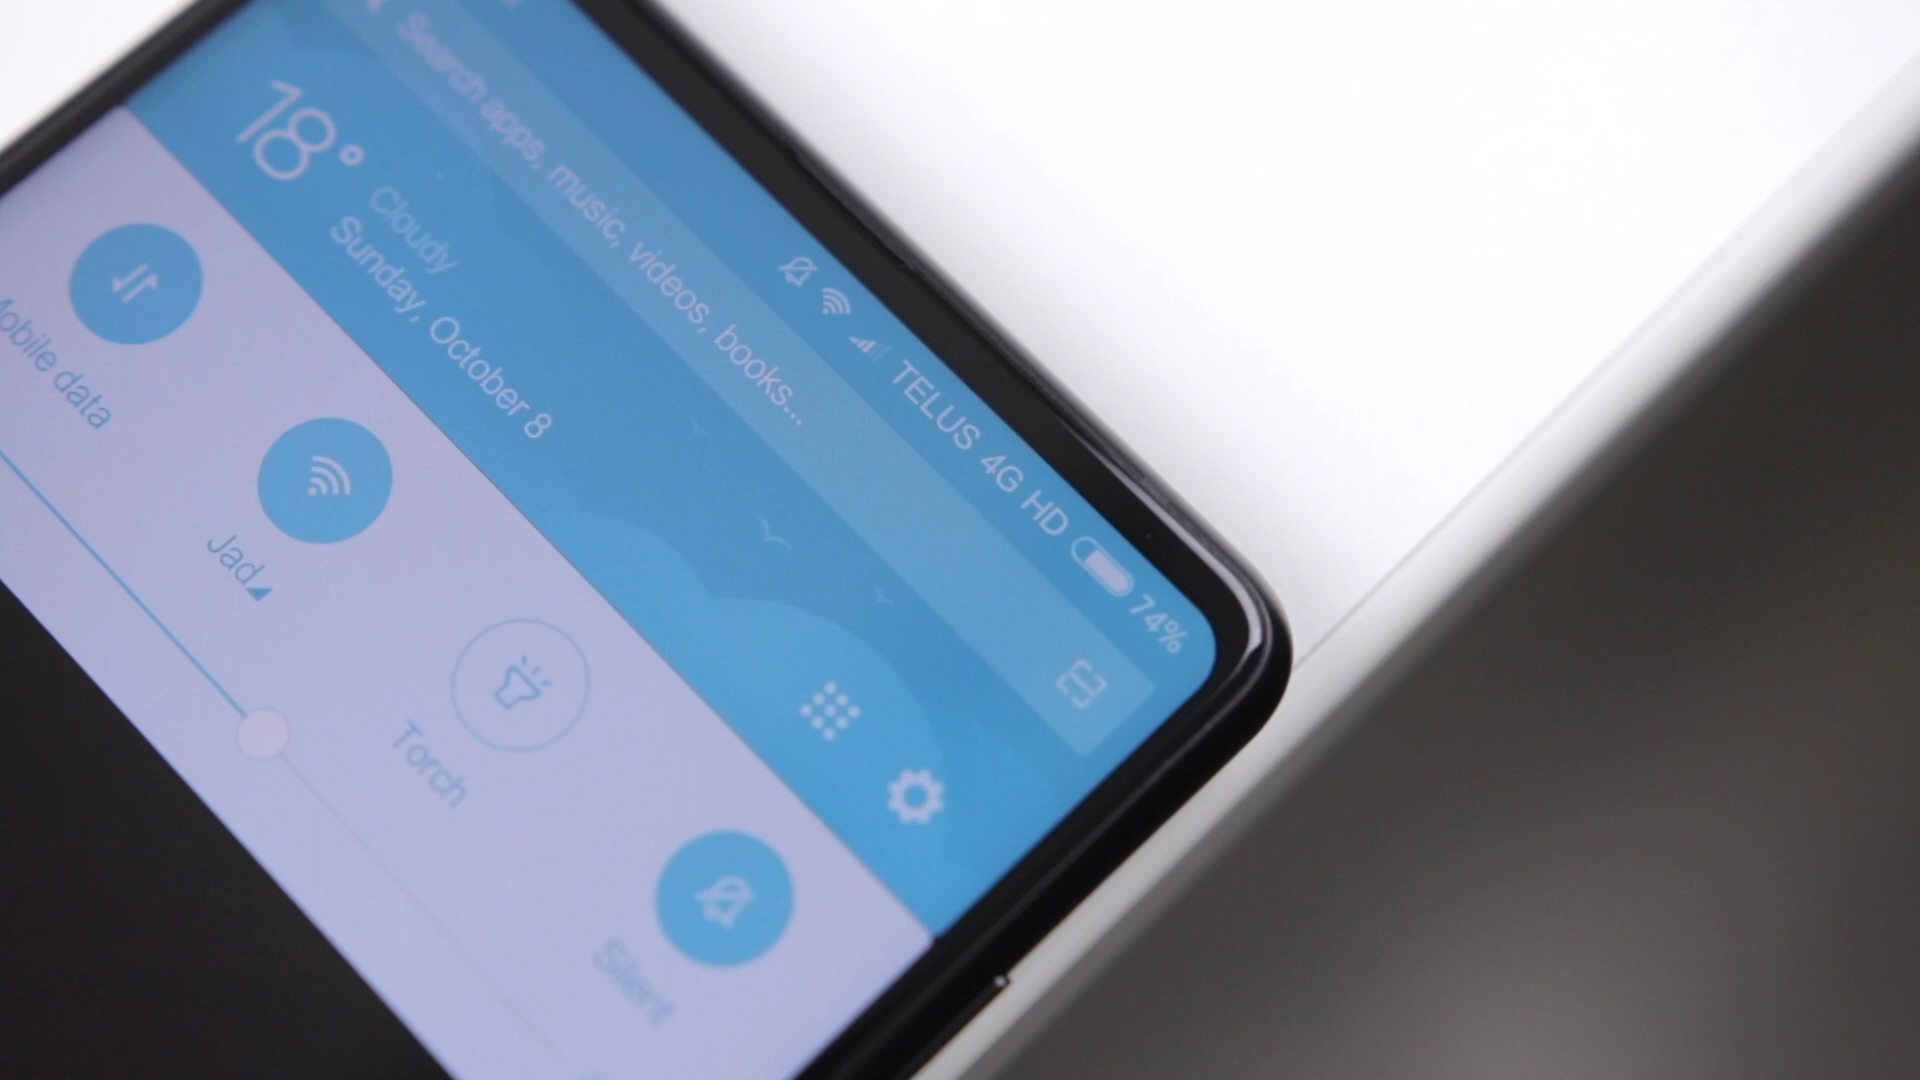 TELUS 4G HD 74%
Search apps, music, videos, books...
18°
Cloudy
Sunday, October 8
Mobile data
Jad
Torch
Silent